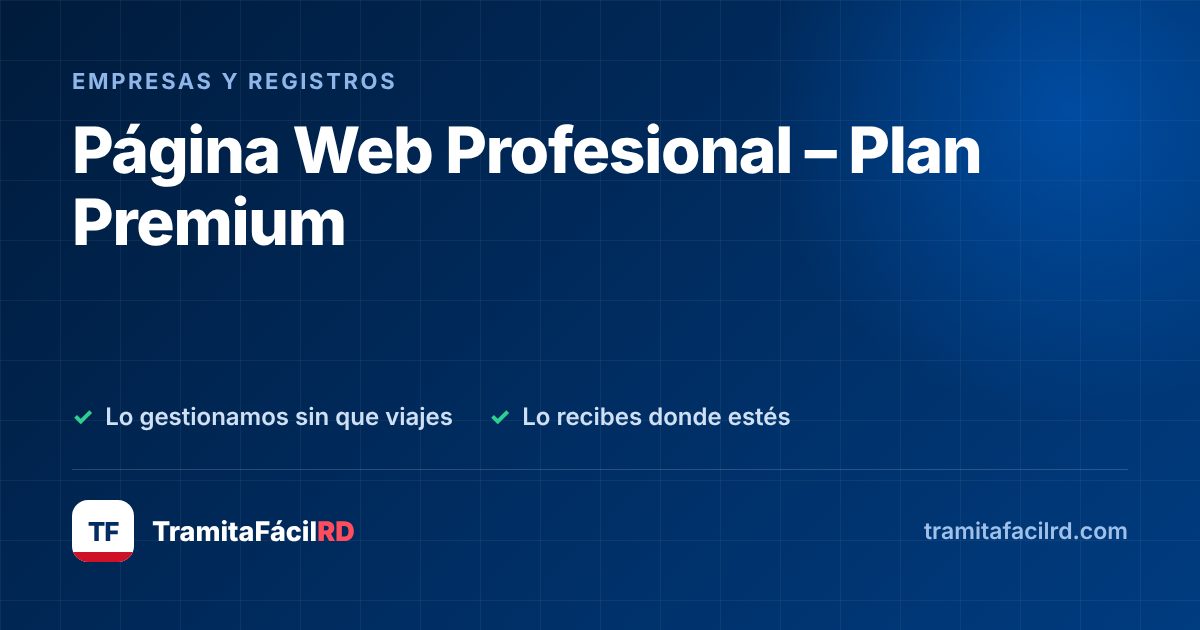 EMPRESAS Y REGISTROS
Página Web Profesional – Plan
Premium
✓ Lo gestionamos sin que viajes ✓ Lo recibes donde estés
TF TramitaFácilRD tramitafacilrd.com